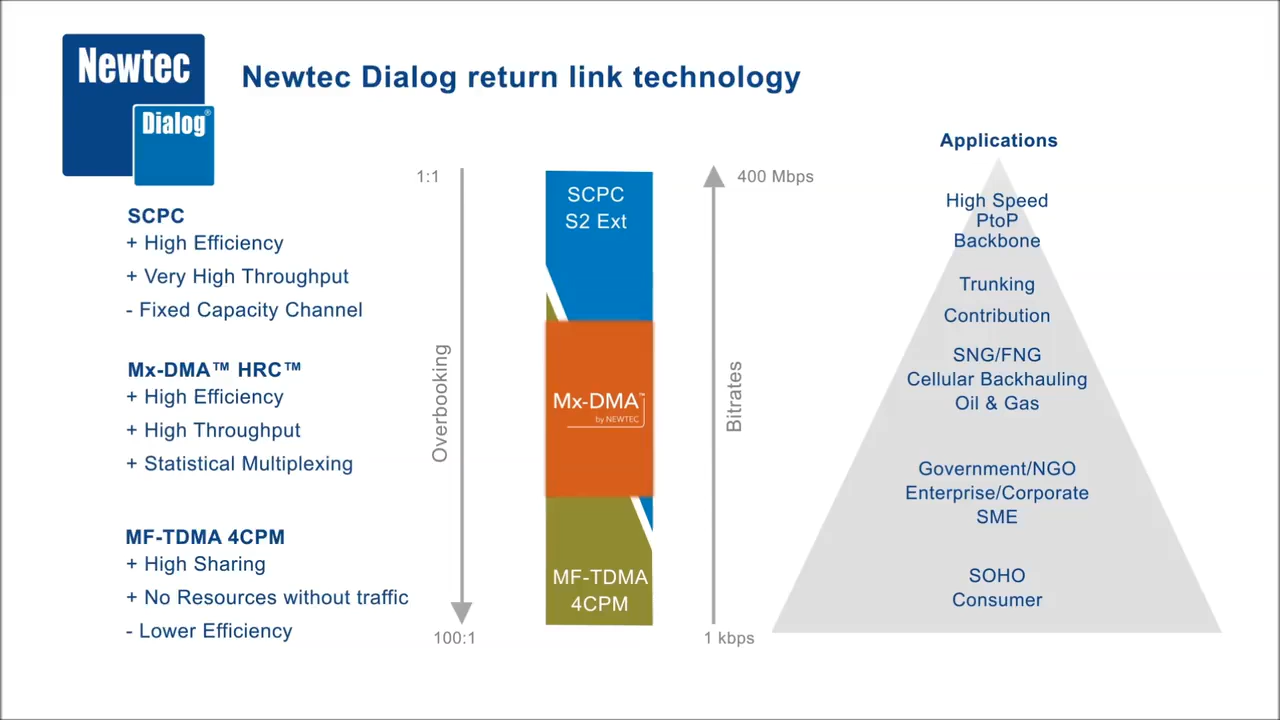 Newtec
Dialog®
Newtec Dialog return link technology
SCPC
+ High Efficiency
+ Very High Throughput
- Fixed Capacity Channel
Mx-DMA™ HRC™
+ High Efficiency
+ High Throughput
+ Statistical Multiplexing
MF-TDMA 4CPM
+ High Sharing
+ No Resources without traffic
- Lower Efficiency
1:1
Overbooking
100:1
SCPC
S2 Ext
Mx-DMA™
by NEWTEC
MF-TDMA
4CPM
400 Mbps
Bitrates
1 kbps
Applications
High Speed
PtoP
Backbone
Trunking
Contribution
SNG/FNG
Cellular Backhauling
Oil & Gas
Government/NGO
Enterprise/Corporate
SME
SOHO
Consumer